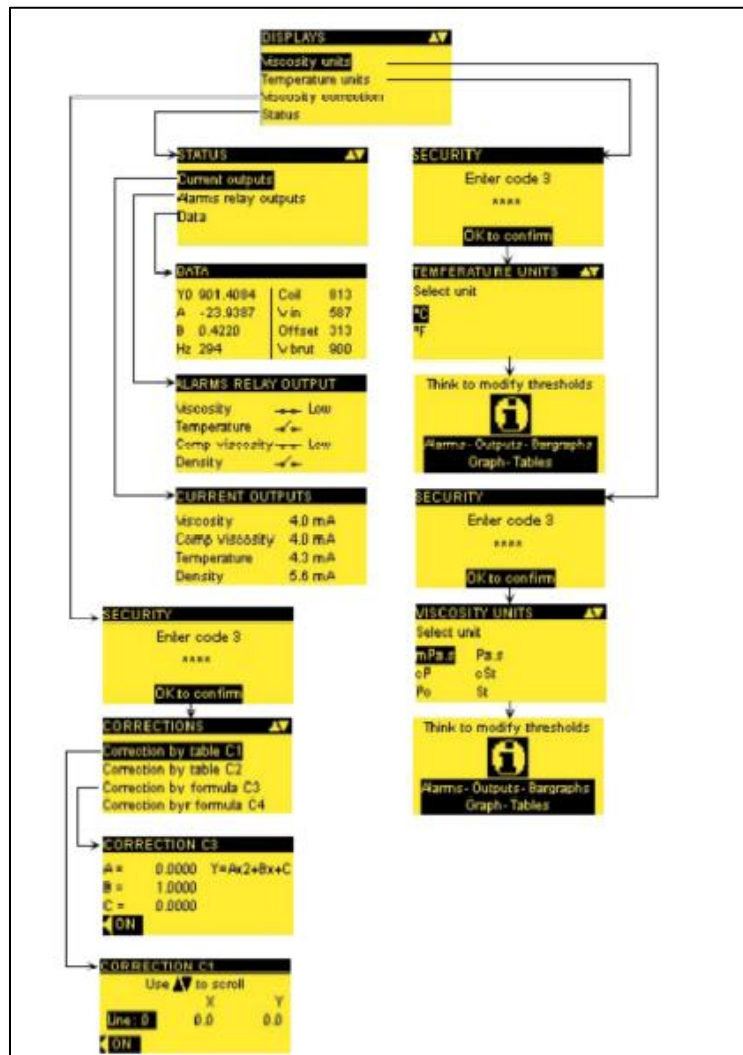 DISPLAYS
Viscosity units
Temperature units
Viscosity correction
Status
STATUS
Current outputs
Alarms relay outputs
Data
DATA
Y0 901.4084 Coil 813
A -23.9387 V in 587
B 0.4220 Offset 313
Hz 294 V brut 900
ALARMS RELAY OUTPUT
Viscosity Low
Temperature
Comp viscosity Low
Density
CURRENT OUTPUTS
Viscosity 4.0 mA
Comp viscosity 4.0 mA
Temperature 4.3 mA
Density 5.6 mA
SECURITY
Enter code 3
****
OK to confirm
CORRECTIONS
Correction by table C1
Correction by table C2
Correction by formula C3
Correction byr formula C4
CORRECTION C3
A = 0.0000 Y=Ax2+Bx+C
B = 1.0000
C = 0.0000
ON
CORRECTION C1
Use ▲▼ to scroll
X Y
Line: 0 0.0 0.0
ON
SECURITY
Enter code 3
****
OK to confirm
TEMPERATURE UNITS
Select unit
°C
°F
Think to modify thresholds
i
Alarms - Outputs - Bargraphs
Graph - Tables
SECURITY
Enter code 3
****
OK to confirm
VISCOSITY UNITS
Select unit
mPa.s Pa.s
cP cSt
Po St
Think to modify thresholds
i
Alarms - Outputs - Bargraphs
Graph - Tables